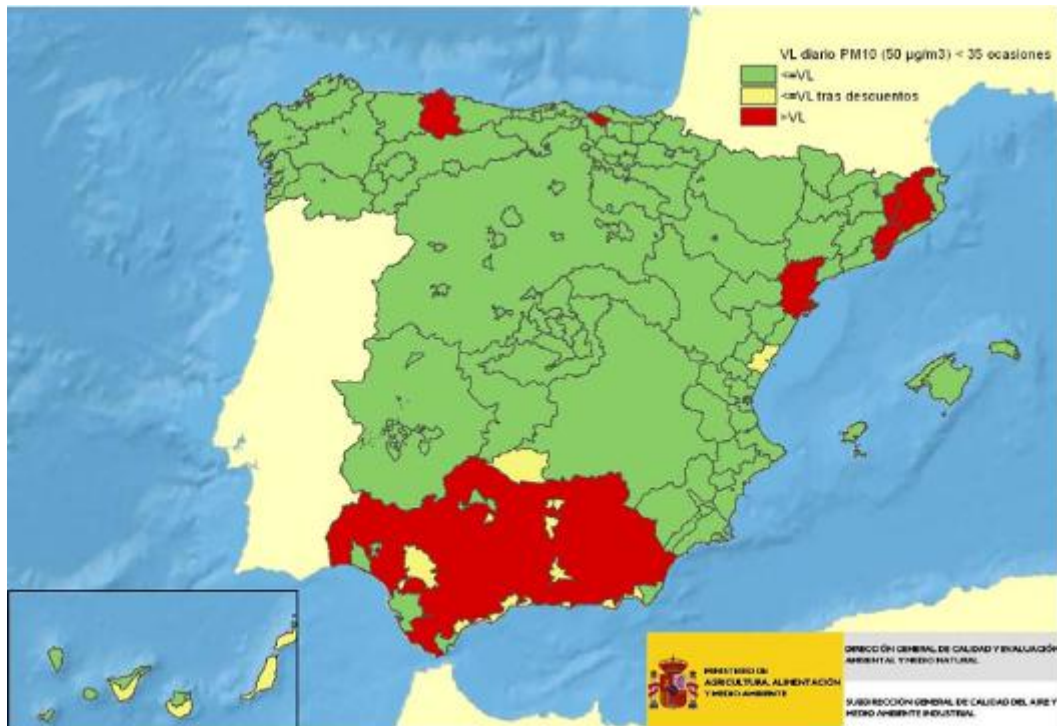 VL diario PM10 (50 µg/m3) < 35 ocasiones
<=VL
<=VL tras descuentos
>VL
MINISTERIO DE
AGRICULTURA, ALIMENTACIÓN
Y MEDIO AMBIENTE
DIRECCIÓN GENERAL DE CALIDAD Y EVALUACIÓN
AMBIENTAL Y MEDIO NATURAL
SUBDIRECCIÓN GENERAL DE CALIDAD DEL AIRE Y
MEDIO AMBIENTE INDUSTRIAL